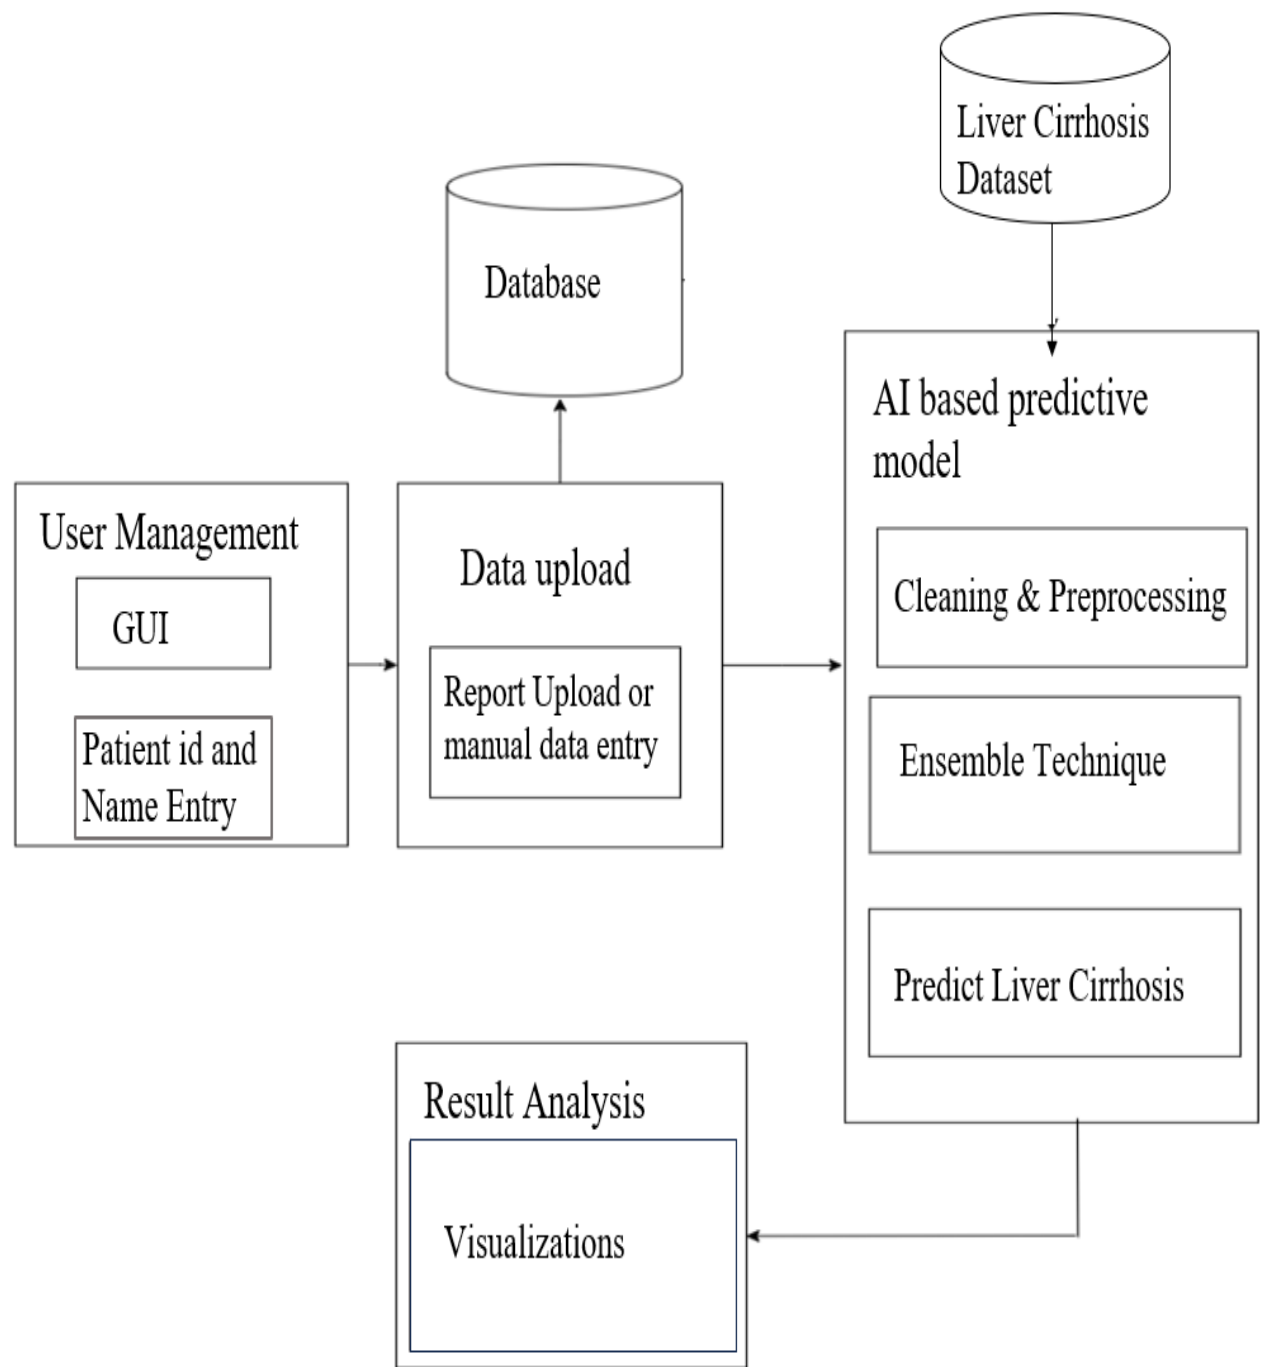 Liver Cirrhosis
Dataset
Database
User Management
GUI
Patient id and
Name Entry
Data upload
Report Upload or
manual data entry
AI based predictive
model
Cleaning & Preprocessing
Ensemble Technique
Predict Liver Cirrhosis
Result Analysis
Visualizations